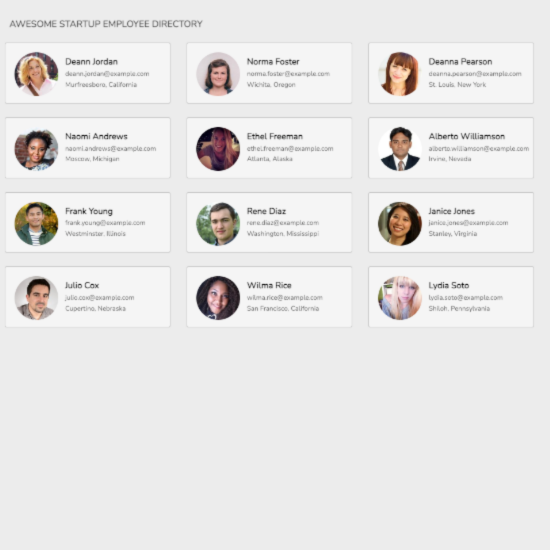 AWESOME STARTUP EMPLOYEE DIRECTORY
Deann Jordan
deann.jordan@example.com
Murfreesboro, California
Norma Foster
norma.foster@example.com
Wichita, Oregon
Deanna Pearson
deanna.pearson@example.com
St. Louis, New York
Naomi Andrews
naomi.andrews@example.com
Moscow, Michigan
Ethel Freeman
ethel.freeman@example.com
Atlanta, Alaska
Alberto Williamson
alberto.williamson@example.com
Irvine, Nevada
Frank Young
frank.young@example.com
Westminster, Illinois
Rene Diaz
rene.diaz@example.com
Washington, Mississippi
Janice Jones
janice.jones@example.com
Stanley, Virginia
Julio Cox
julio.cox@example.com
Cupertino, Nebraska
Wilma Rice
wilma.rice@example.com
San Francisco, California
Lydia Soto
lydia.soto@example.com
Shiloh, Pennsylvania